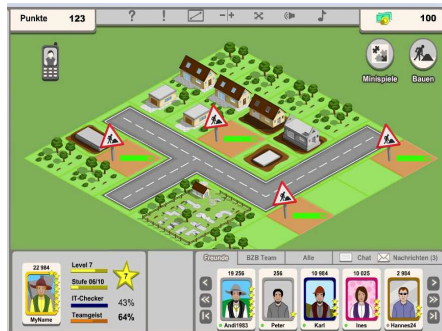 Punkte 123
? ! -|+ 100
Minispiele Bauen
22 984
Level 7
Stufe 06/10
IT-Checker 43%
Teamgeist 64%
MyName
7
Freunde BZB Team Alle Chat Nachrichten (3)
19 256 256 10 984 10 025 2 984
Andi1983 Peter Karl Ines Hannes24